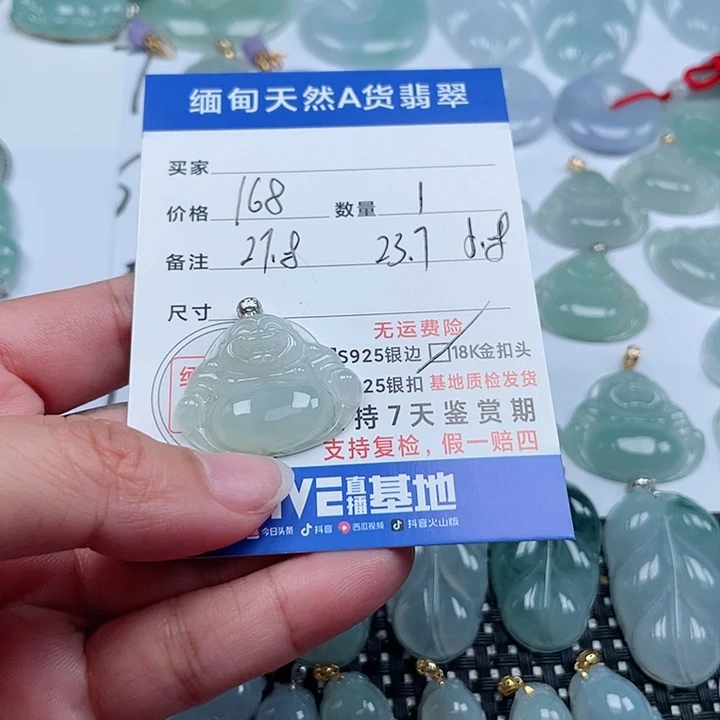 缅甸天然A货翡翠
买家
价格 168 数量 1
备注 27.8 23.7 6.8
尺寸
无运费险
S925银边 18K金扣头
25银扣 基地质检发货
持7天鉴赏期
支持复检，假一赔四
直播基地
今日头条 抖音 西瓜视频 抖音火山版